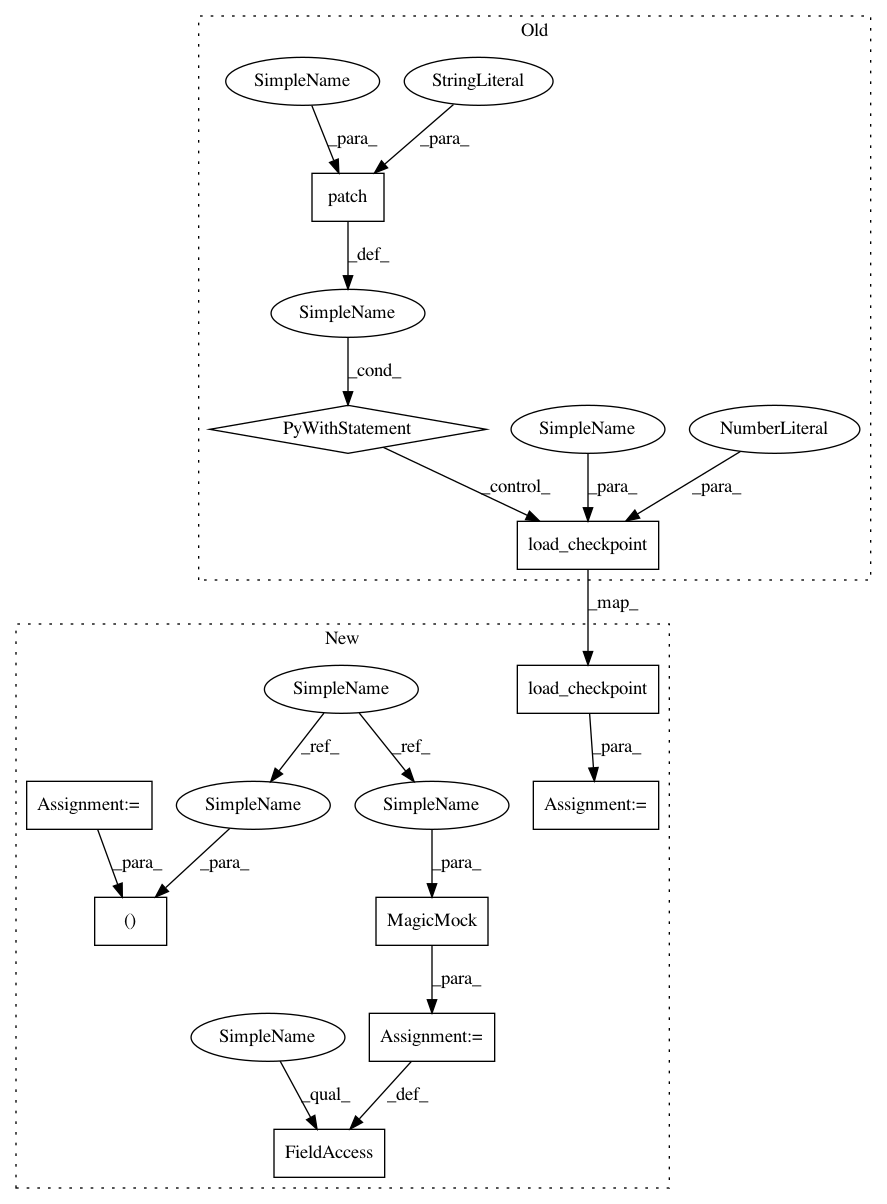 Old
SimpleName
StringLiteral
_para_
_para_
patch
_def_
SimpleName
_cond_
PyWithStatement
SimpleName
NumberLiteral
_control_
_para_
_para_
load_checkpoint
_map_
New
SimpleName
load_checkpoint
_ref_
_ref_
_para_
Assignment:=
SimpleName
SimpleName
Assignment:=
_para_
_para_
_para_
()
MagicMock
_para_
SimpleName
Assignment:=
_qual_
_def_
FieldAccess